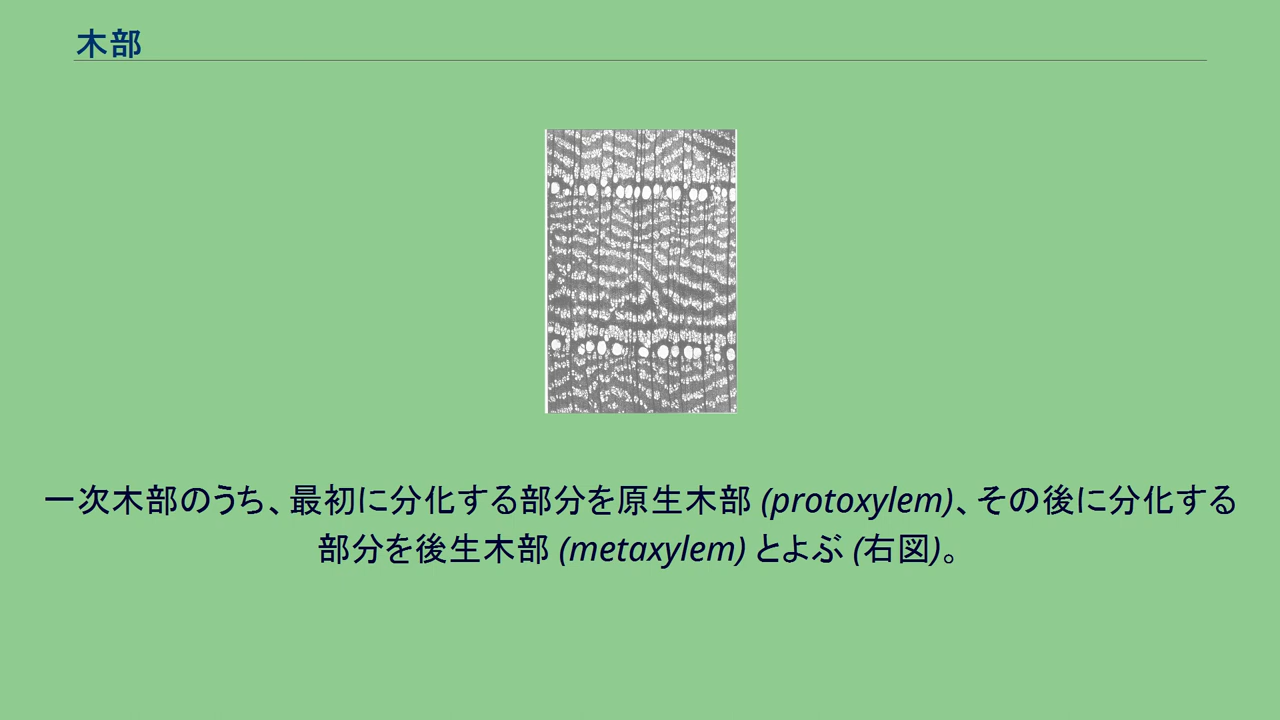 木部
一次木部のうち、最初に分化する部分を原生木部 (protoxylem)、その後に分化する
部分を後生木部 (metaxylem) とよぶ (右図)。